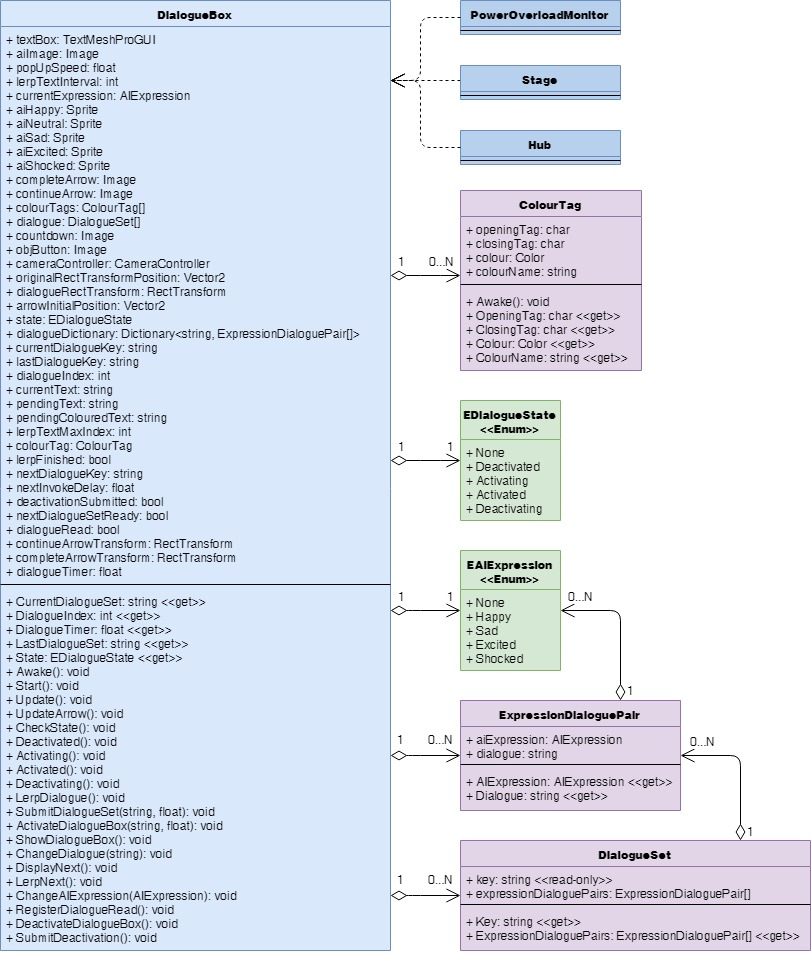 DialogueBox
+ textBox: TextMeshProGUI
+ aiImage: Image
+ popUpSpeed: float
+ lerpTextInterval: int
+ currentExpression: AIExpression
+ aiHappy: Sprite
+ aiNeutral: Sprite
+ aiSad: Sprite
+ aiExcited: Sprite
+ aiShocked: Sprite
+ completeArrow: Image
+ continueArrow: Image
+ colourTags: ColourTag[]
+ dialogue: DialogueSet[]
+ countdown: Image
+ objButton: Image
+ cameraController: CameraController
+ originalRectTransformPosition: Vector2
+ dialogueRectTransform: RectTransform
+ arrowInitialPosition: Vector2
+ state: EDialogueState
+ dialogueDictionary: Dictionary<string, ExpressionDialoguePair[]>
+ currentDialogueKey: string
+ lastDialogueKey: string
+ dialogueIndex: int
+ currentText: string
+ pendingText: string
+ pendingColouredText: string
+ lerpTextMaxIndex: int
+ colourTag: ColourTag
+ lerpFinished: bool
+ nextDialogueKey: string
+ nextInvokeDelay: float
+ deactivationSubmitted: bool
+ nextDialogueSetReady: bool
+ dialogueRead: bool
+ continueArrowTransform: RectTransform
+ completeArrowTransform: RectTransform
+ dialogueTimer: float
+ CurrentDialogueSet: string <<get>>
+ DialogueIndex: int <<get>>
+ DialogueTimer: float <<get>>
+ LastDialogueSet: string <<get>>
+ State: EDialogueState <<get>>
+ Awake(): void
+ Start(): void
+ Update(): void
+ UpdateArrow(): void
+ CheckState(): void
+ Deactivated(): void
+ Activating(): void
+ Activated(): void
+ Deactivating(): void
+ LerpDialogue(): void
+ SubmitDialogueSet(string, float): void
+ ActivateDialogueBox(string, float): void
+ ShowDialogueBox(): void
+ ChangeDialogue(string): void
+ DisplayNext(): void
+ LerpNext(): void
+ ChangeAIExpression(AIExpression): void
+ RegisterDialogueRead(): void
+ DeactivateDialogueBox(): void
+ SubmitDeactivation(): void
PowerOverloadMonitor
Stage
Hub
1 0...N
ColourTag
+ openingTag: char
+ closingTag: char
+ colour: Color
+ colourName: string
+ Awake(): void
+ OpeningTag: char <<get>>
+ ClosingTag: char <<get>>
+ Colour: Color <<get>>
+ ColourName: string <<get>>
1 1
EDialogueState
<<Enum>>
+ None
+ Deactivated
+ Activating
+ Activated
+ Deactivating
1 1
EAIExpression
<<Enum>>
+ None
+ Happy
+ Sad
+ Excited
+ Shocked
0...N
1
1 0...N
ExpressionDialoguePair
+ aiExpression: AIExpression
+ dialogue: string
+ AIExpression: AIExpression <<get>>
+ Dialogue: string <<get>>
0...N
1
1 0...N
DialogueSet
+ key: string <<read-only>>
+ expressionDialoguePairs: ExpressionDialoguePair[]
+ Key: string <<get>>
+ ExpressionDialoguePairs: ExpressionDialoguePair[] <<get>>